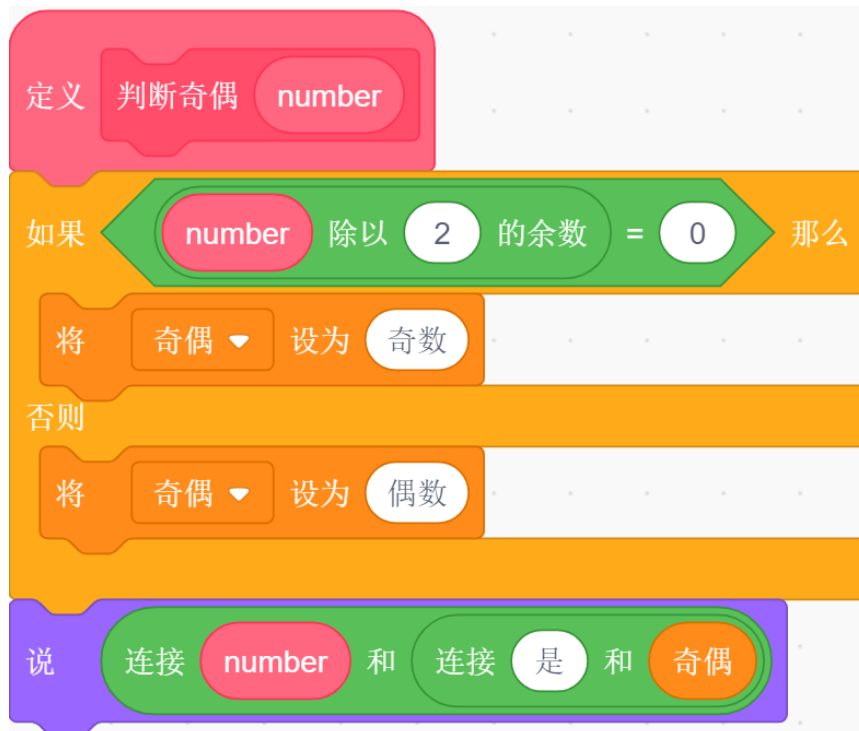 定义 判断奇偶 number
如果 number 除以 2 的余数 = 0 那么
将 奇偶 设为 奇数
否则
将 奇偶 设为 偶数
说 连接 number 和 连接 是 和 奇偶